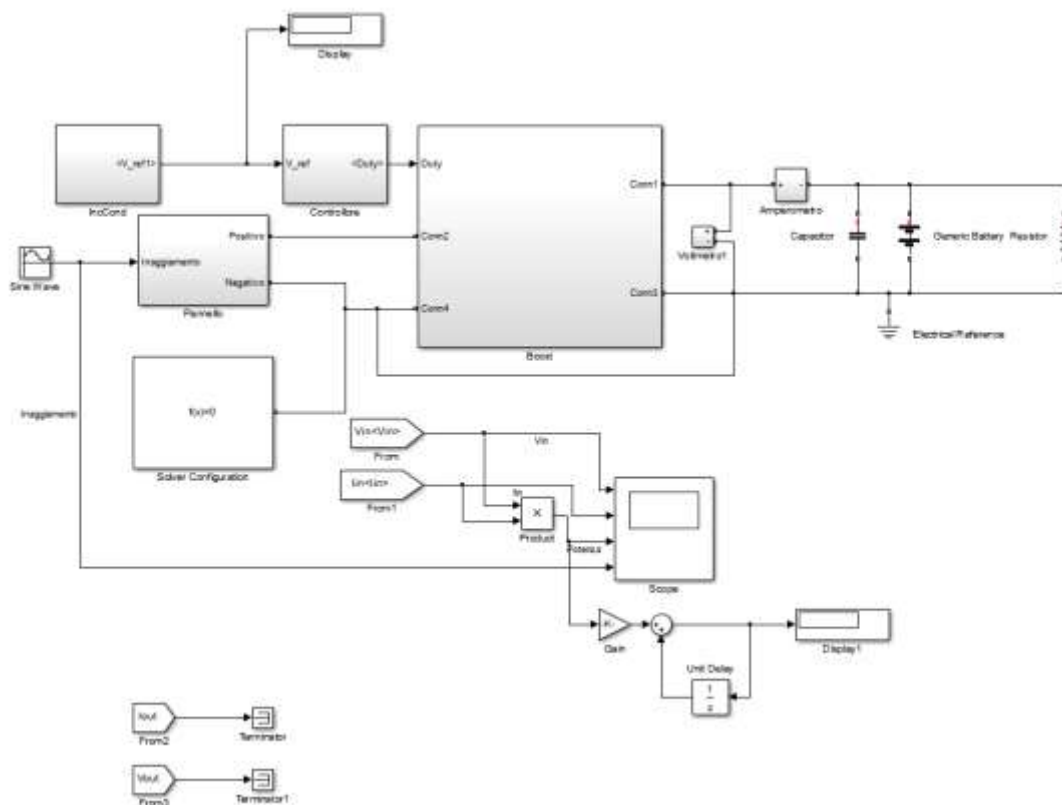 Display
<V_ref1>
IncCond
V_ref
<Duty>
Controllore
Duty
Conn1
Conn2
Conn4
Conn3
Boost
Amperometro
Voltmetro1
Capacitor
Generic Battery
Resistor
Electrical Reference
Sine Wave
Irraggiamento
Positivo
Negativo
Pannello
Irraggiamento
f(x)=0
Solver Configuration
Vin<Vin>
From
Vin
Iin<Iin>
From1
Iin
×
Product
Potenza
Scope
K-
Gain
Display1
Unit Delay
1
z
Iout
From2
Terminator
Vout
From3
Terminator1